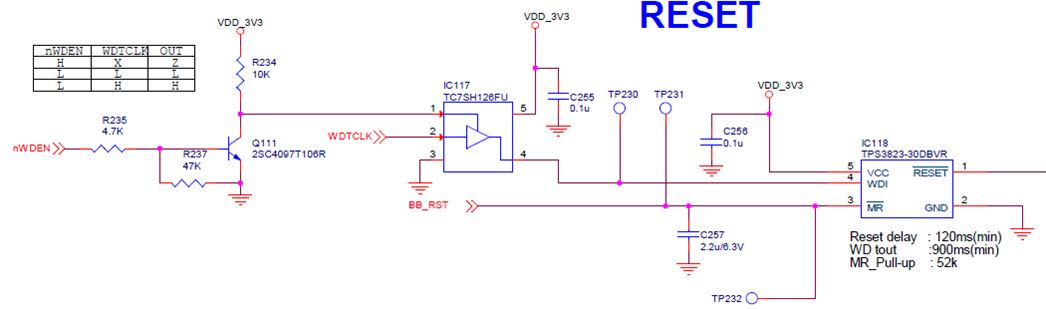 RESET
VDD_3V3
VDD_3V3
nWDEN WDTCLK OUT
H X Z
L L L
L H H
R234
10K
IC117
TC7SH126FU
VDD_3V3
C255
0.1u
TP230
TP231
R235
4.7K
1
5
C256
0.1u
IC118
TPS3823-30DBVR
nWDEN
R237
47K
Q111
2SC4097T106R
WDTCLK
2
3
4
5
VCC
RESET
1
4
WDI
BB_RST
3
MR
GND
2
C257
2.2u/6.3V
Reset delay : 120ms(min)
WD tout :900ms(min)
MR_Pull-up : 52k
TP232